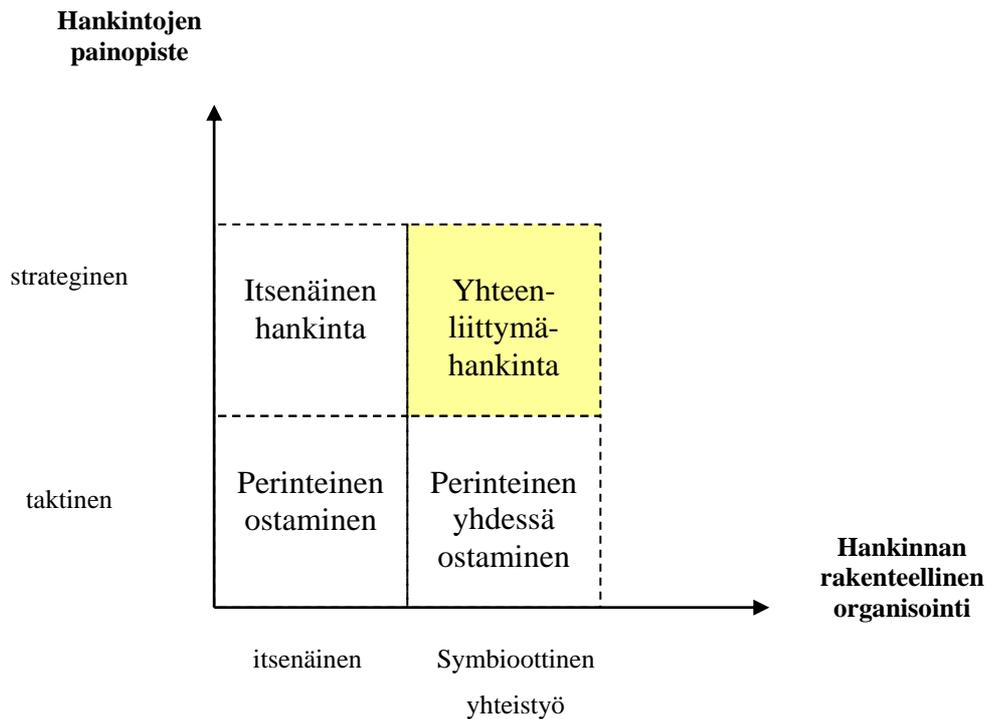 Hankintojen
painopiste
strateginen
Itsenäinen
hankinta
Yhteen-
liittymä-
hankinta
taktinen
Perinteinen
ostaminen
Perinteinen
yhdessä
ostaminen
Hankinnan
rakenteellinen
organisointi
itsenäinen
Symbioottinen
yhteistyö